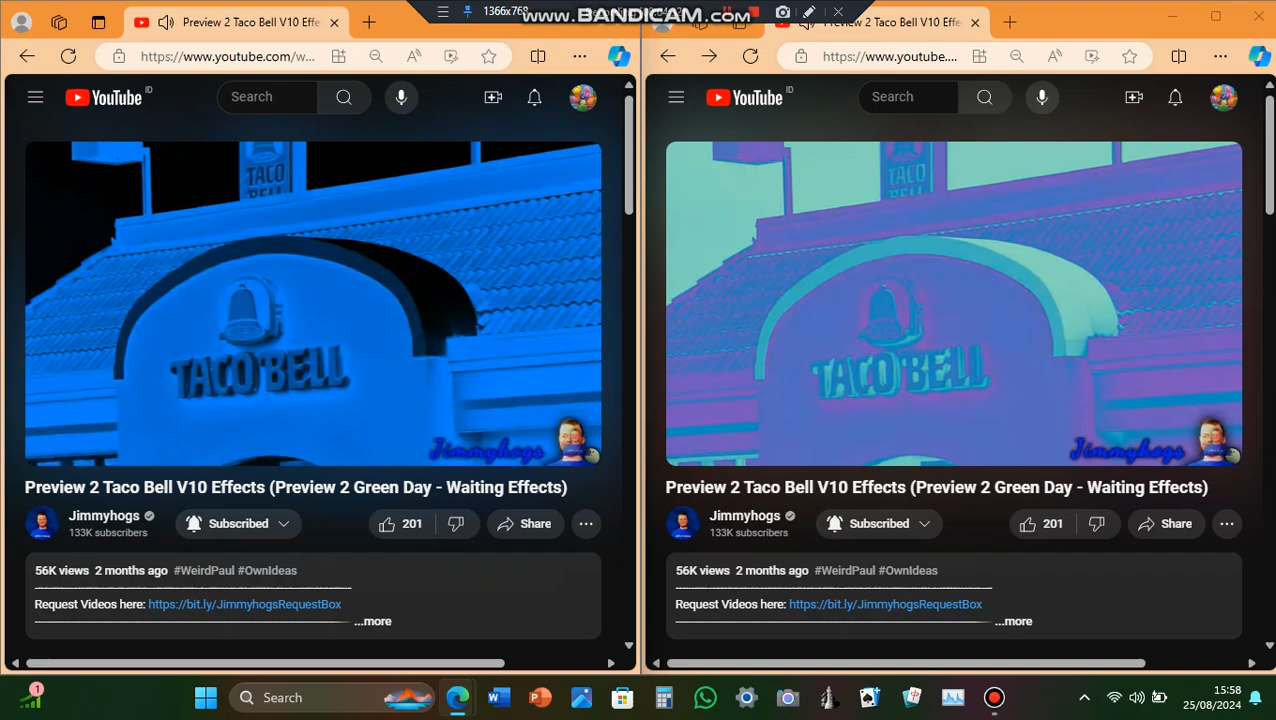 Preview 2 Taco Bell V10 Effe
1366x768
www.BANDICAM.com
Preview 2 Taco Bell V10 Effe
https://www.youtube.com/w...
https://www.youtube....
YouTube ID
Search
YouTube ID
Search
TACO
BELL
TACO BELL
Jimmyhogs
TACO
BELL
TACO BELL
Jimmyhogs
Preview 2 Taco Bell V10 Effects (Preview 2 Green Day - Waiting Effects)
Jimmyhogs
133K subscribers
Subscribed
201
Share
56K views 2 months ago #WeirdPaul #OwnIdeas
Request Videos here: https://bit.ly/JimmyhogsRequestBox
...more
Preview 2 Taco Bell V10 Effects (Preview 2 Green Day - Waiting Effects)
Jimmyhogs
133K subscribers
Subscribed
201
Share
56K views 2 months ago #WeirdPaul #OwnIdeas
Request Videos here: https://bit.ly/JimmyhogsRequestBox
...more
1
Search
15:58
25/08/2024